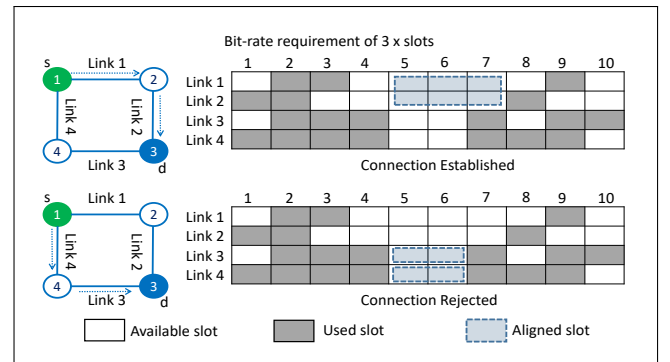 Bit-rate requirement of 3 x slots
s Link 1
1 2
Link 4 Link 2
4 3
Link 3 d
1 2 3 4 5 6 7 8 9 10
Link 1
Link 2
Link 3
Link 4
Connection Established
s Link 1
1 2
Link 4 Link 2
4 3
Link 3 d
1 2 3 4 5 6 7 8 9 10
Link 1
Link 2
Link 3
Link 4
Connection Rejected
Available slot Used slot Aligned slot